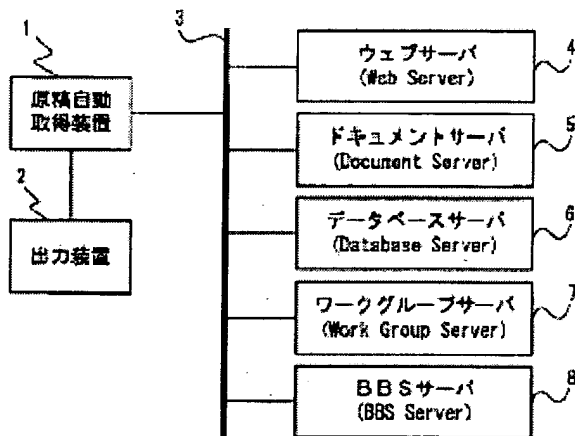 1
原稿自動
取得装置
2
出力装置
3
ウェブサーバ
(Web Server)
4
ドキュメントサーバ
(Document Server)
5
データベースサーバ
(Database Server)
6
ワークグループサーバ
(Work Group Server)
7
BBSサーバ
(BBS Server)
8